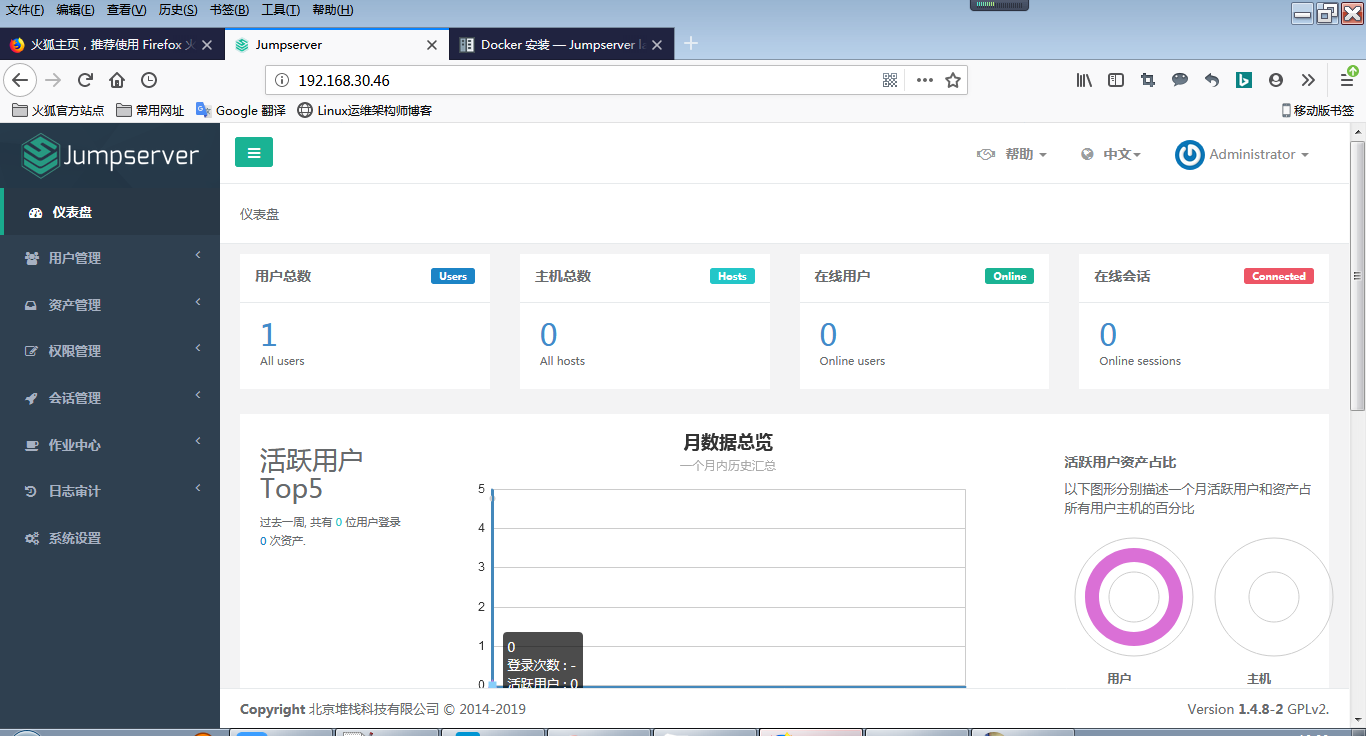 文件(F) 编辑(E) 查看(V) 历史(S) 书签(B) 工具(T) 帮助(H)
火狐主页，推荐使用 Firefox
Jumpserver
Docker 安装 — Jumpserver
192.168.30.46
火狐官方站点 常用网址 Google 翻译 Linux运维架构师博客 移动版书签
Jumpserver
帮助 中文 Administrator
仪表盘
用户管理
资产管理
权限管理
会话管理
作业中心
日志审计
系统设置
仪表盘
用户总数 Users
1
All users
主机总数 Hosts
0
All hosts
在线用户 Online
0
Online users
在线会话 Connected
0
Online sessions
活跃用户
Top5
过去一周, 共有 0 位用户登录
0 次资产.
月数据总览
一个月内历史汇总
5
4
3
2
1
0
0
登录次数 : -
活跃用户 : 0
活跃用户资产占比
以下图形分别描述一个月活跃用户和资产占
所有用户主机的百分比
用户 主机
Copyright 北京堆栈科技有限公司 © 2014-2019
Version 1.4.8-2 GPLv2.